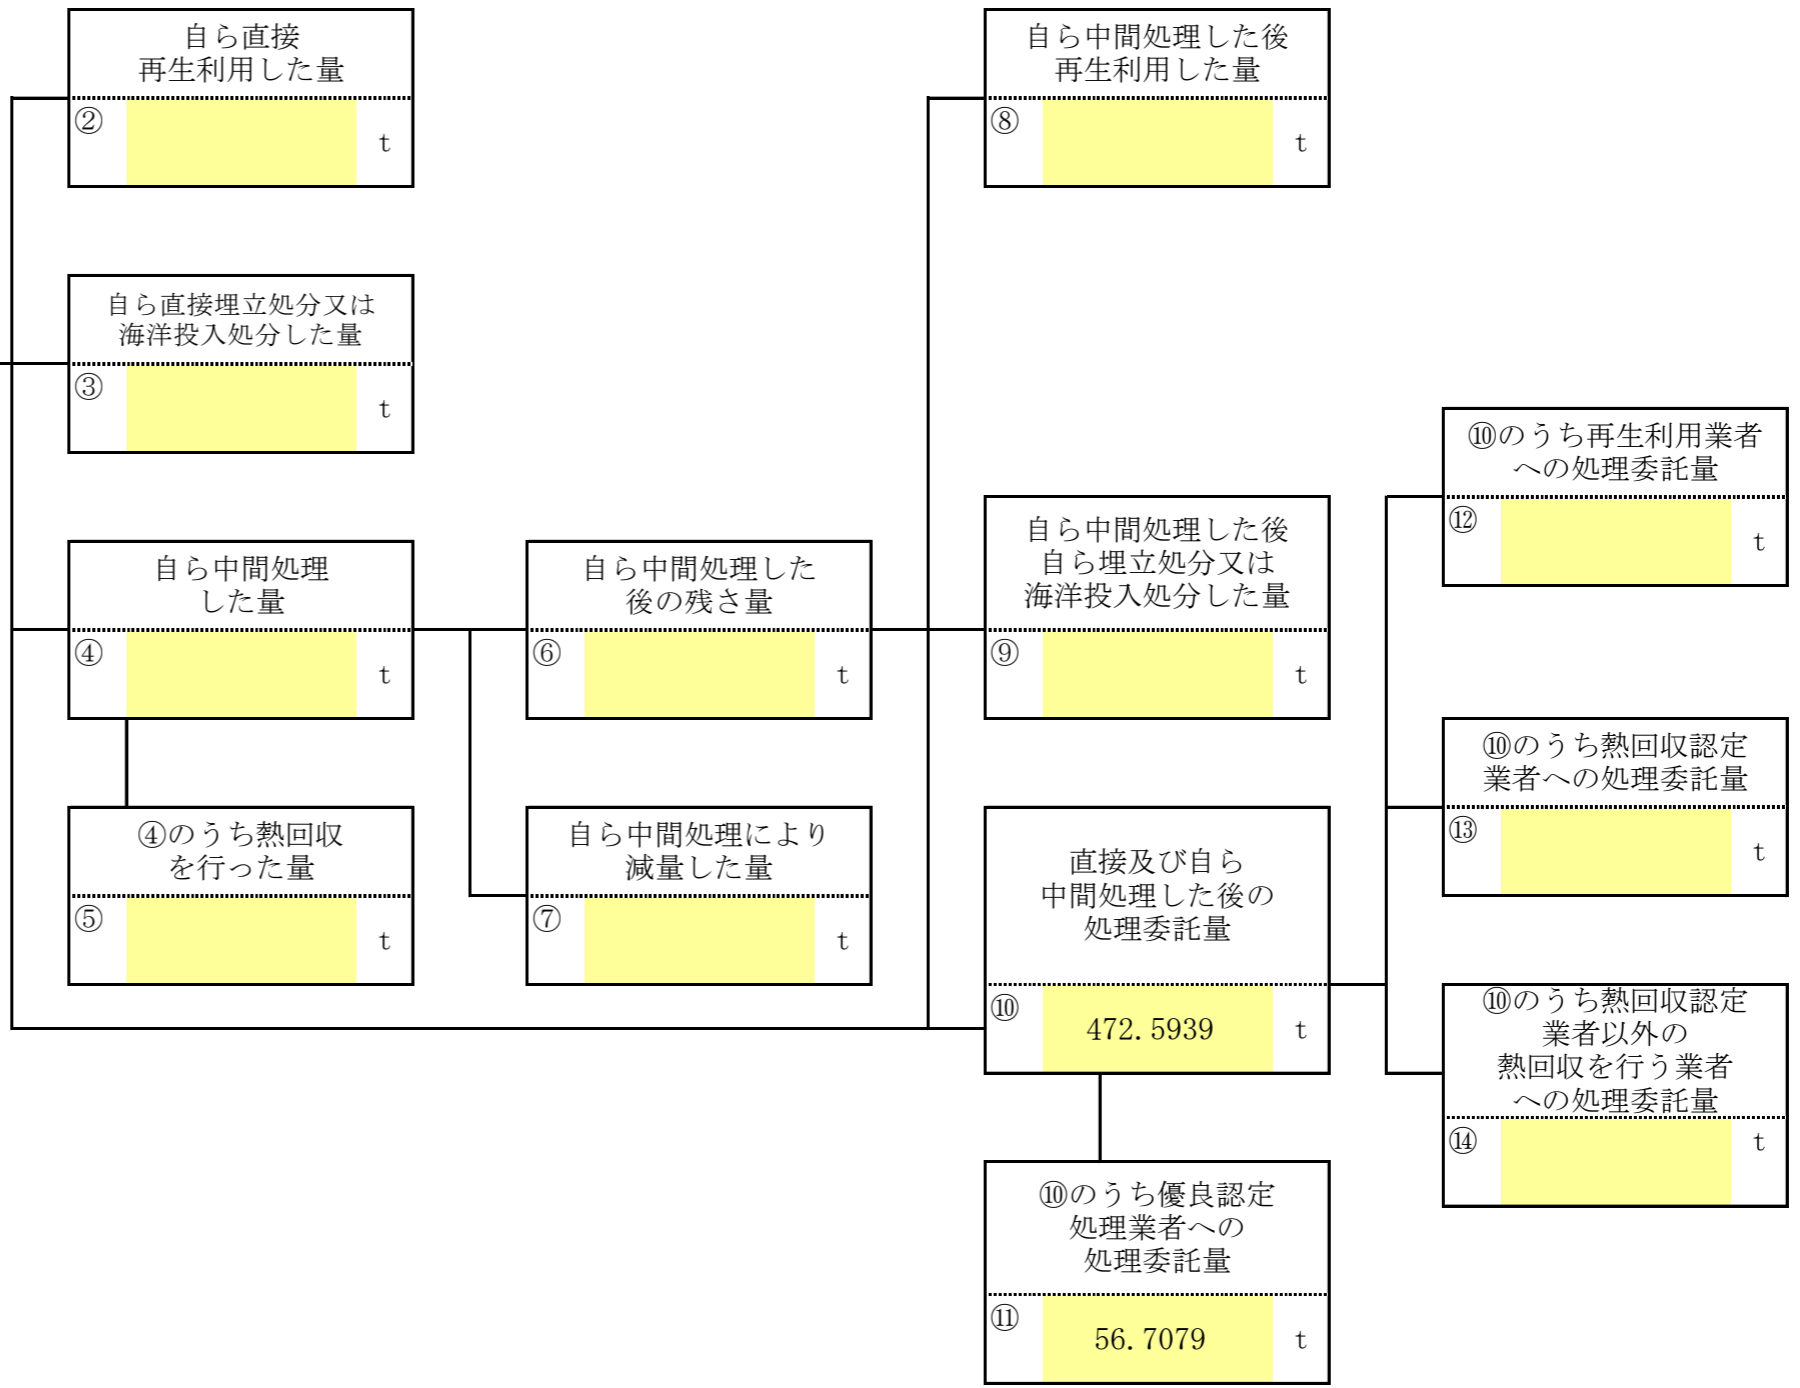 自ら直接
再生利用した量
②
t
自ら直接埋立処分又は
海洋投入処分した量
③
t
自ら中間処理
した量
④
t
④のうち熱回収
を行った量
⑤
t
自ら中間処理した
後の残さ量
⑥
t
自ら中間処理により
減量した量
⑦
t
自ら中間処理した後
再生利用した量
⑧
t
自ら中間処理した後
自ら埋立処分又は
海洋投入処分した量
⑨
t
直接及び自ら
中間処理した後の
処理委託量
⑩ 472.5939 t
⑩のうち優良認定
処理業者への
処理委託量
⑪ 56.7079 t
⑩のうち再生利用業者
への処理委託量
⑫
t
⑩のうち熱回収認定
業者への処理委託量
⑬
t
⑩のうち熱回収認定
業者以外の
熱回収を行う業者
への処理委託量
⑭
t